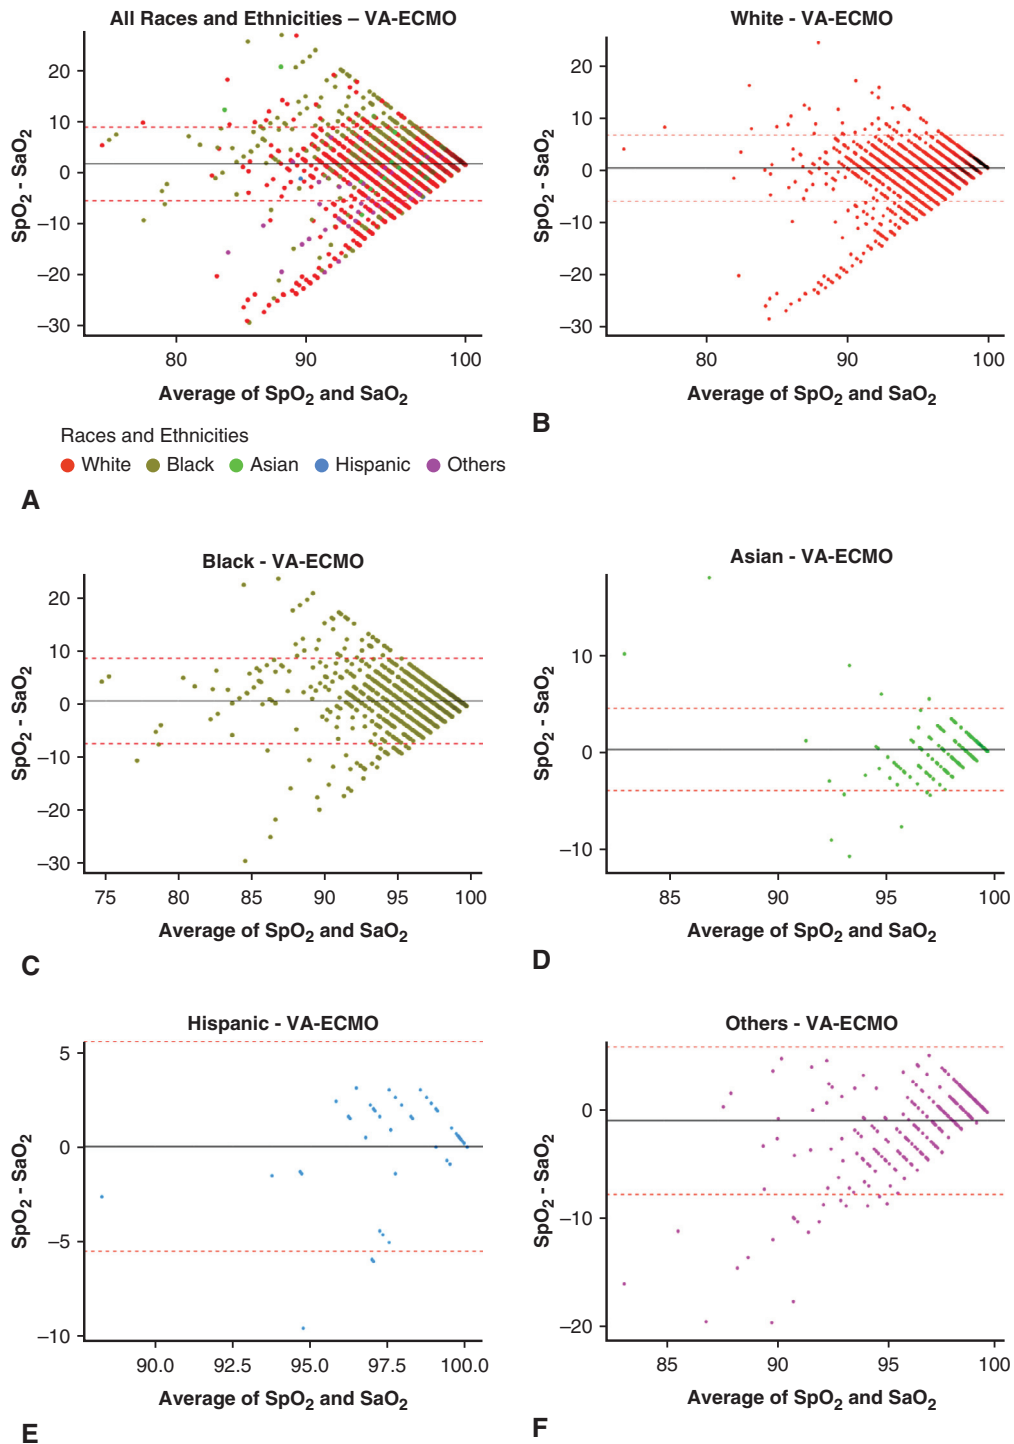 All Races and Ethnicities – VA-ECMO
SpO2 - SaO2
20
10
0
–10
–20
–30
80
90
100
Average of SpO2 and SaO2
Races and Ethnicities
White Black Asian Hispanic Others
A
White - VA-ECMO
SpO2 - SaO2
20
10
0
–10
–20
–30
80
90
100
Average of SpO2 and SaO2
B
Black - VA-ECMO
SpO2 - SaO2
20
10
0
–10
–20
–30
75
80
85
90
95
100
Average of SpO2 and SaO2
C
Asian - VA-ECMO
SpO2 - SaO2
10
0
–10
85
90
95
100
Average of SpO2 and SaO2
D
Hispanic - VA-ECMO
SpO2 - SaO2
5
0
–5
–10
90.0
92.5
95.0
97.5
100.0
Average of SpO2 and SaO2
E
Others - VA-ECMO
SpO2 - SaO2
0
–10
–20
85
90
95
100
Average of SpO2 and SaO2
F